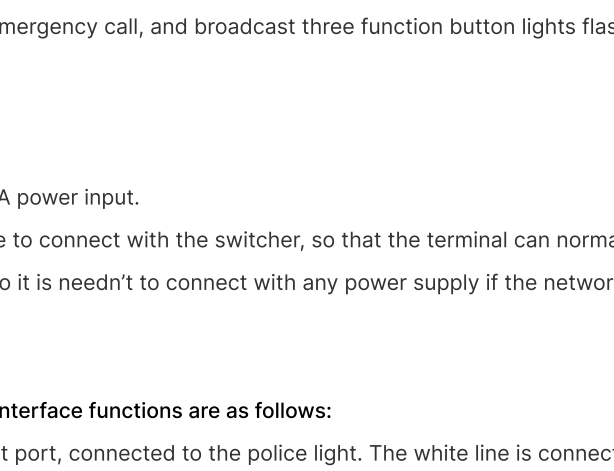 mergency call, and broadcast three function button lights flas
A power input.
e to connect with the switcher, so that the terminal can norma
o it is needn’t to connect with any power supply if the networ
nterface functions are as follows:
t port, connected to the police light. The white line is connec